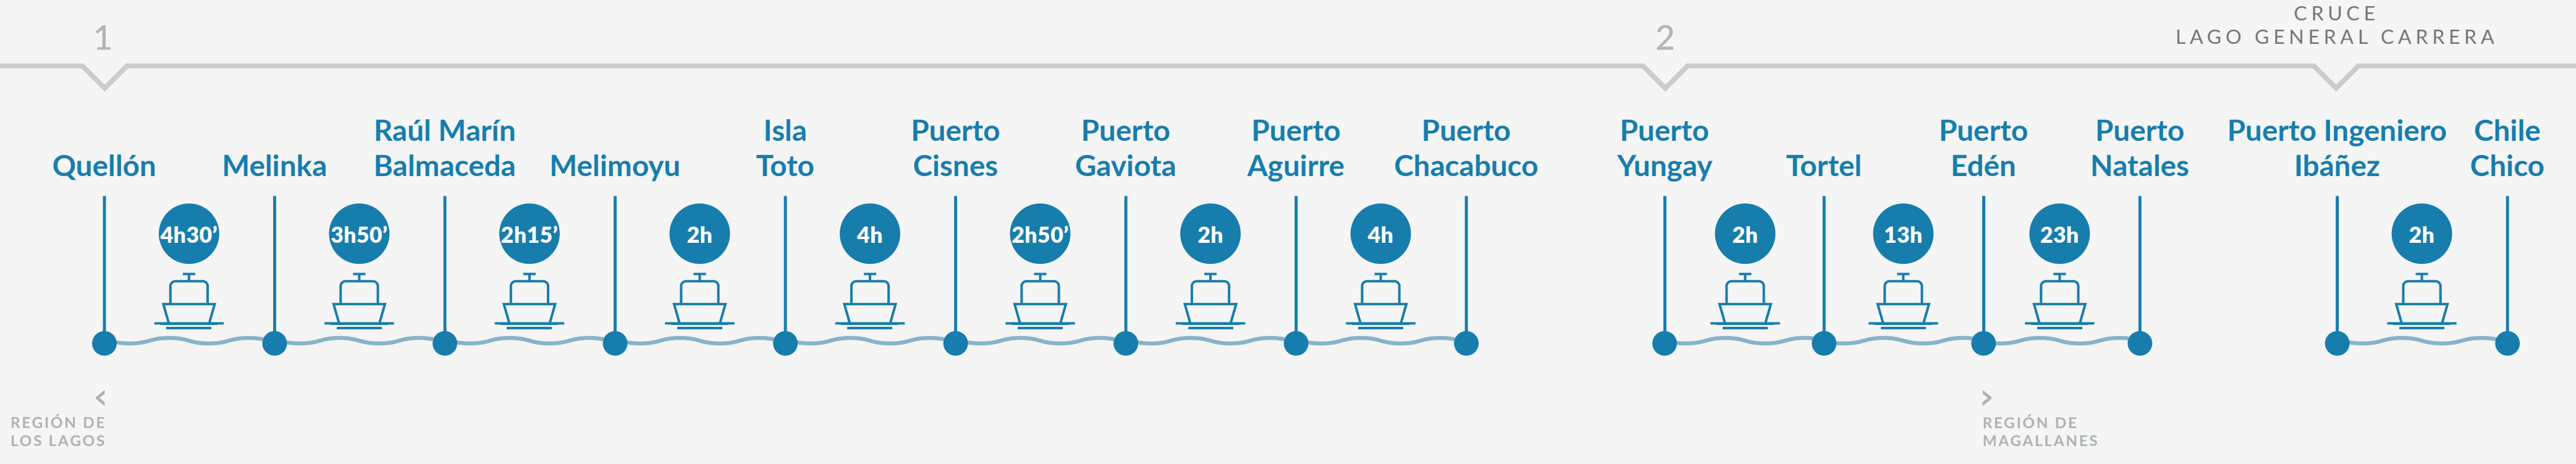 1
2
CRUCE
LAGO GENERAL CARRERA
Quellón
Melinka
Raúl Marín
Balmaceda
Melimoyu
Isla
Toto
Puerto
Cisnes
Puerto
Gaviota
Puerto
Aguirre
Puerto
Chacabuco
Puerto
Yungay
Tortel
Puerto
Edén
Puerto
Natales
Puerto Ingeniero
Ibáñez
Chile
Chico
4h30’
3h50’
2h15’
2h
4h
2h50’
2h
4h
2h
13h
23h
2h
‹
REGIÓN DE
LOS LAGOS
›
REGIÓN DE
MAGALLANES